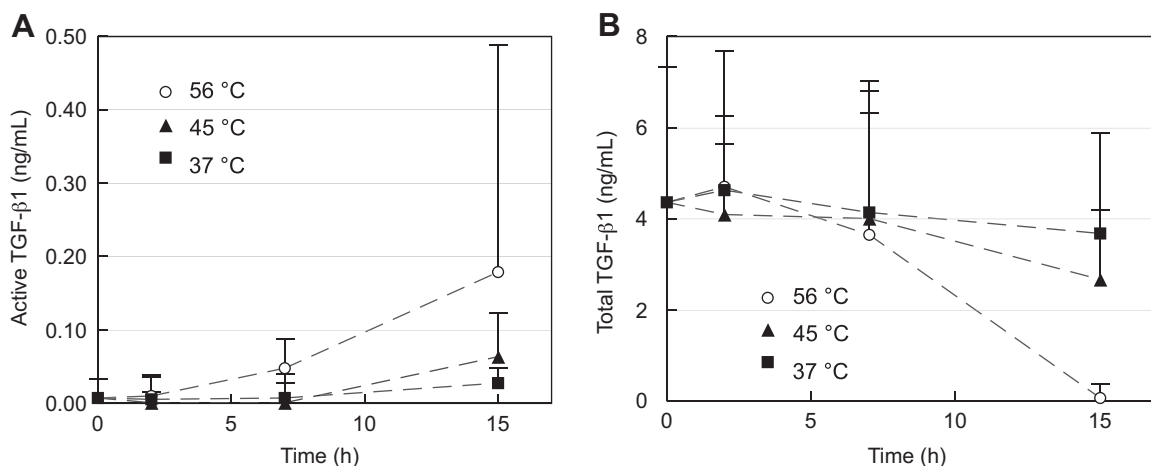 A
Active TGF-β1 (ng/mL)
0.50
0.40
0.30
0.20
0.10
0.00
56 °C
45 °C
37 °C
0
5
10
15
Time (h)
B
Total TGF-β1 (ng/mL)
8
6
4
2
0
56 °C
45 °C
37 °C
0
5
10
15
Time (h)